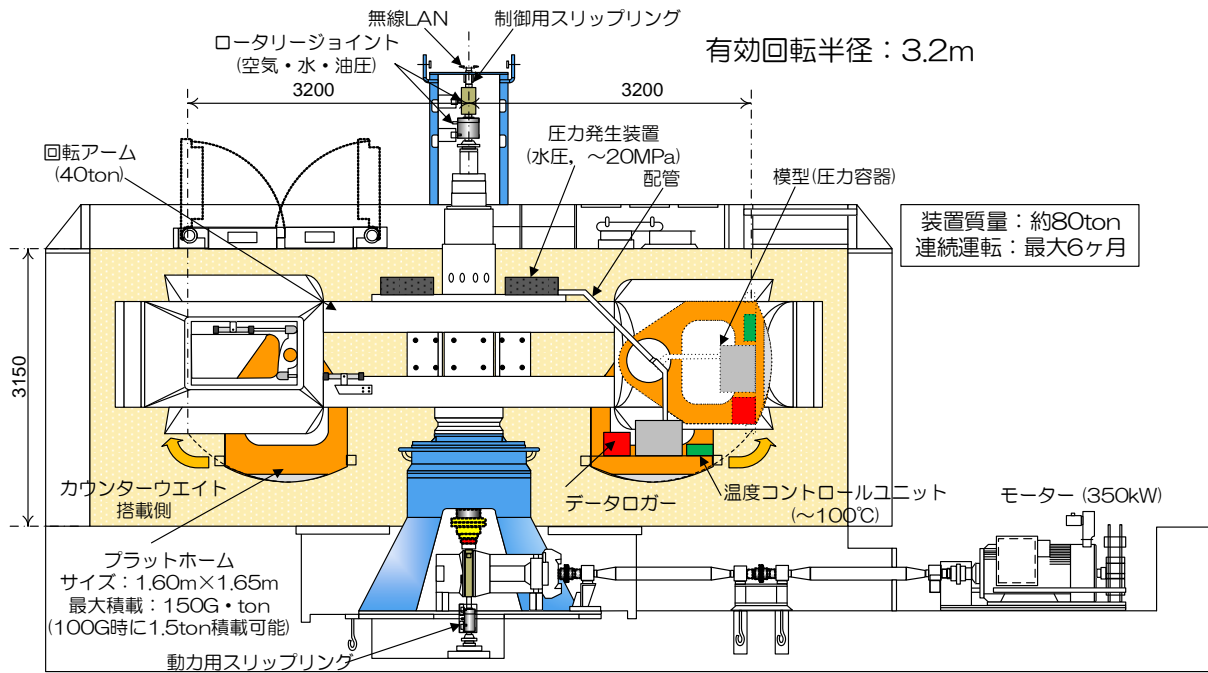 無線LAN
制御用スリップリング
ロータリージョイント
(空気・水・油圧)
有効回転半径：3.2m
3200
3200
圧力発生装置
(水圧，～20MPa)
配管
回転アーム
(40ton)
模型(圧力容器)
装置質量：約80ton
連続運転：最大6ヶ月
3150
カウンターウエイト
搭載側
データロガー
温度コントロールユニット
(～100℃)
モーター (350kW)
プラットホーム
サイズ：1.60m×1.65m
最大積載：150G・ton
(100G時に1.5ton積載可能)
動力用スリップリング